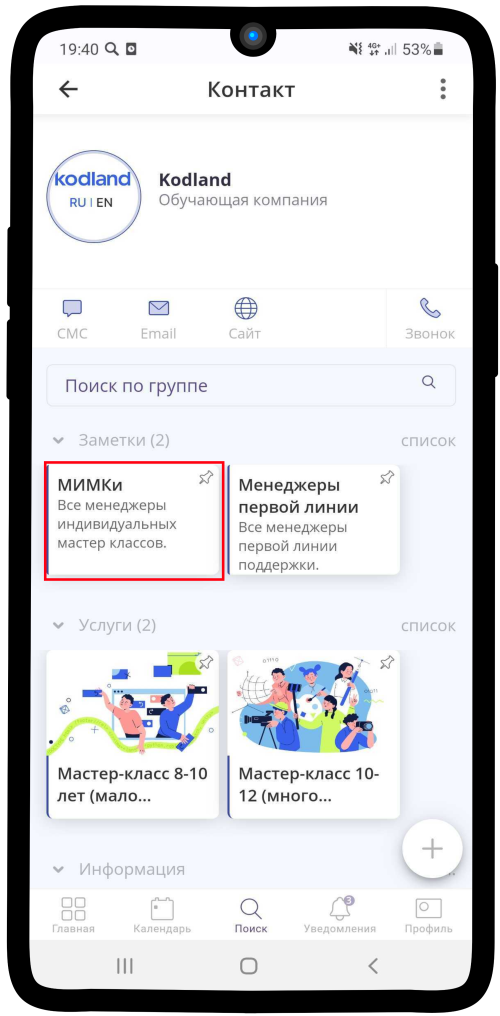 19:40
4G+
53%
Контакт
kodland
RU | EN
Kodland
Обучающая компания
СМС
Email
Сайт
Звонок
Поиск по группе
Заметки (2)
список
МИМКи
Все менеджеры
индивидуальных
мастер классов.
Менеджеры
первой линии
Все менеджеры
первой линии
поддержки.
Услуги (2)
список
Мастер-класс 8-10
лет (мало...
Мастер-класс 10-
12 (много...
Информация
Главная
Календарь
Поиск
3
Уведомления
Профиль